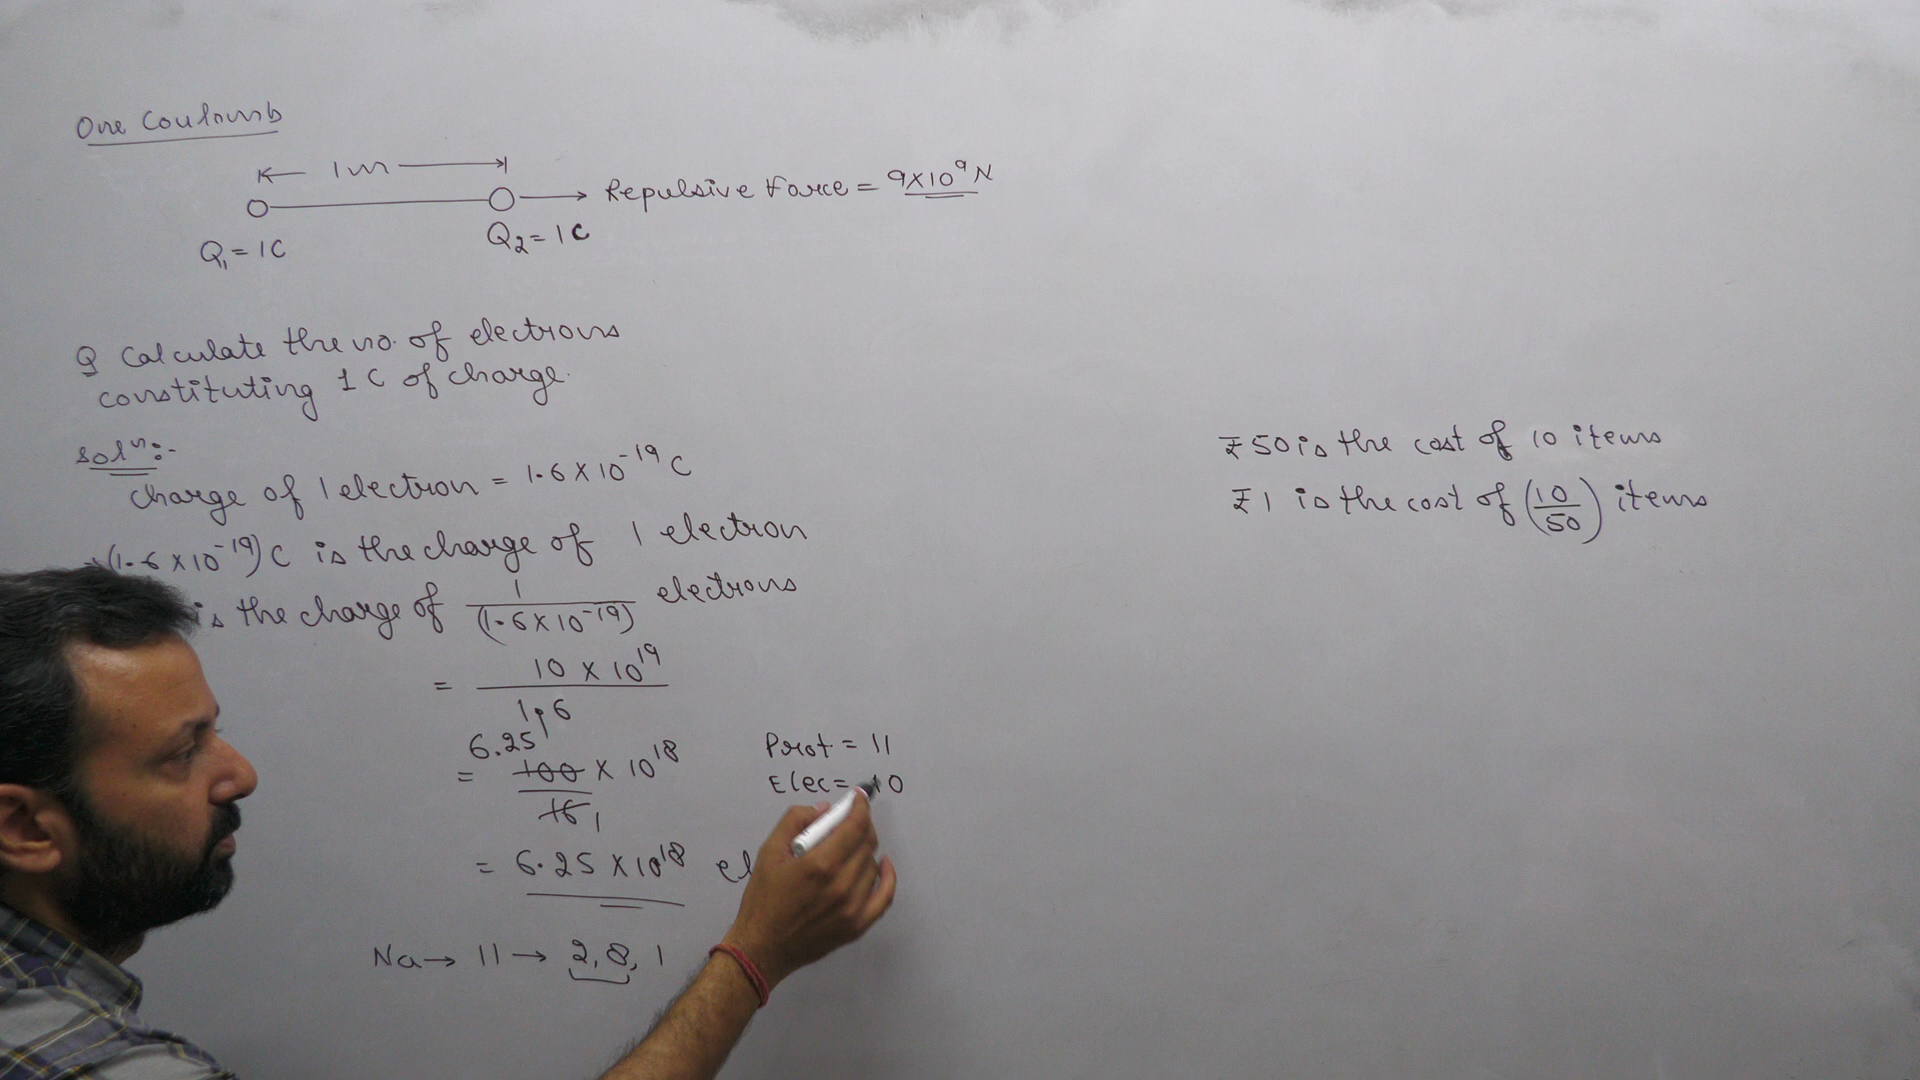 One Coulomb
1m
Repulsive Force = 9×10⁹ N
Q₁ = 1C
Q₂ = 1C
Q Calculate the no. of electrons
constituting 1C of charge.
Solⁿ:-
Charge of 1 electron = 1.6 × 10⁻¹⁹ C
(1.6 × 10⁻¹⁹) C is the charge of 1 electron
is the charge of 1/(1.6 × 10⁻¹⁹) electrons
= 10 × 10¹⁹ / 1.6
= 6.25 100 × 10¹⁸ / 16 1
= 6.25 × 10¹⁸ el
Prot = 11
Elec = 10
Na → 11 → 2, 8, 1
₹50 is the cost of 10 items
₹1 is the cost of (10/50) items